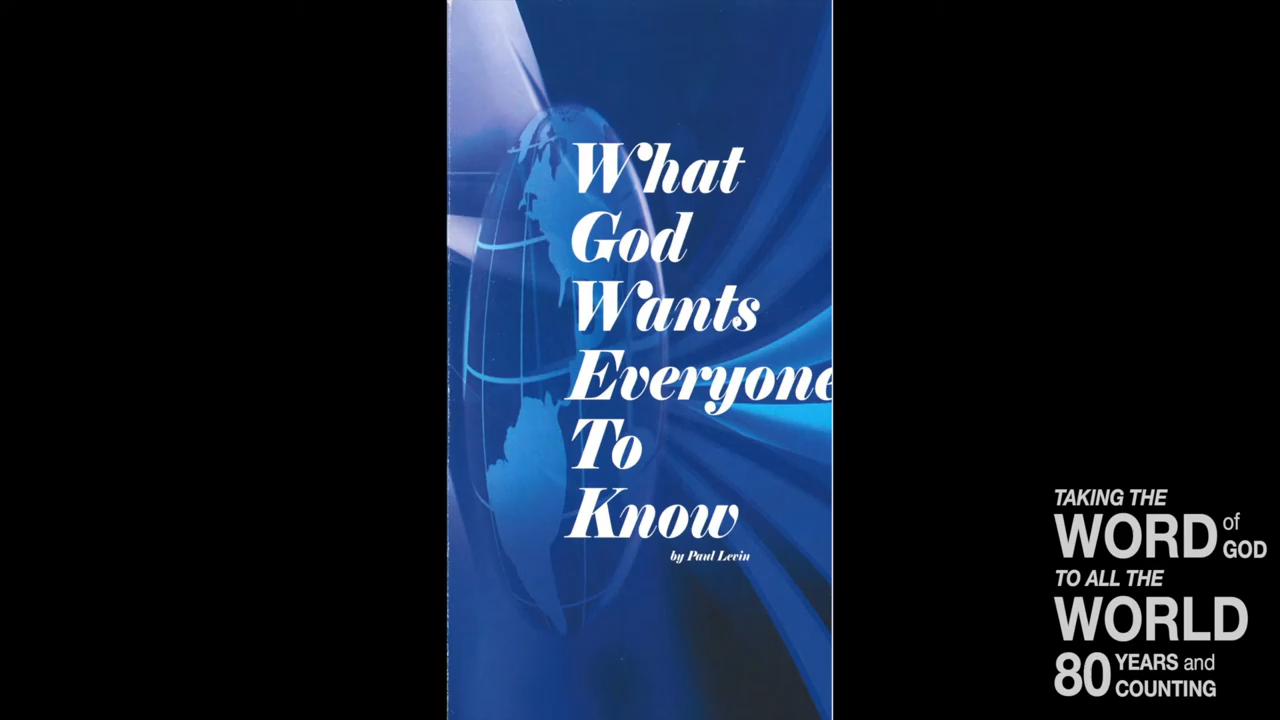 What
God
Wants
Everyone
To
Know
by Paul Levin
TAKING THE
WORD of GOD
TO ALL THE
WORLD
80 YEARS and
COUNTING